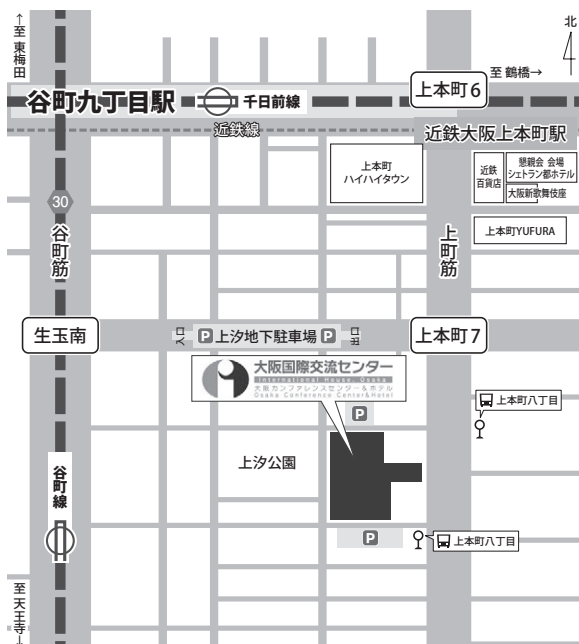 ←至 東梅田
北
至 鶴橋→
上本町6
谷町九丁目駅
千日前線
近鉄線
近鉄大阪上本町駅
上本町
ハイハイタウン
近鉄
百貨店
懇親会 会場
シェトラン都ホテル
大阪新歌舞伎座
30
谷町筋
上町筋
上本町YUFURA
生玉南
入口
P 上汐地下駐車場 P
出口
上本町7
大阪国際交流センター
International House, Osaka
大阪カンファレンスセンター&ホテル
Osaka Conference Center&Hotel
P
上本町八丁目
上汐公園
谷町線
P
上本町八丁目
至 天王寺→